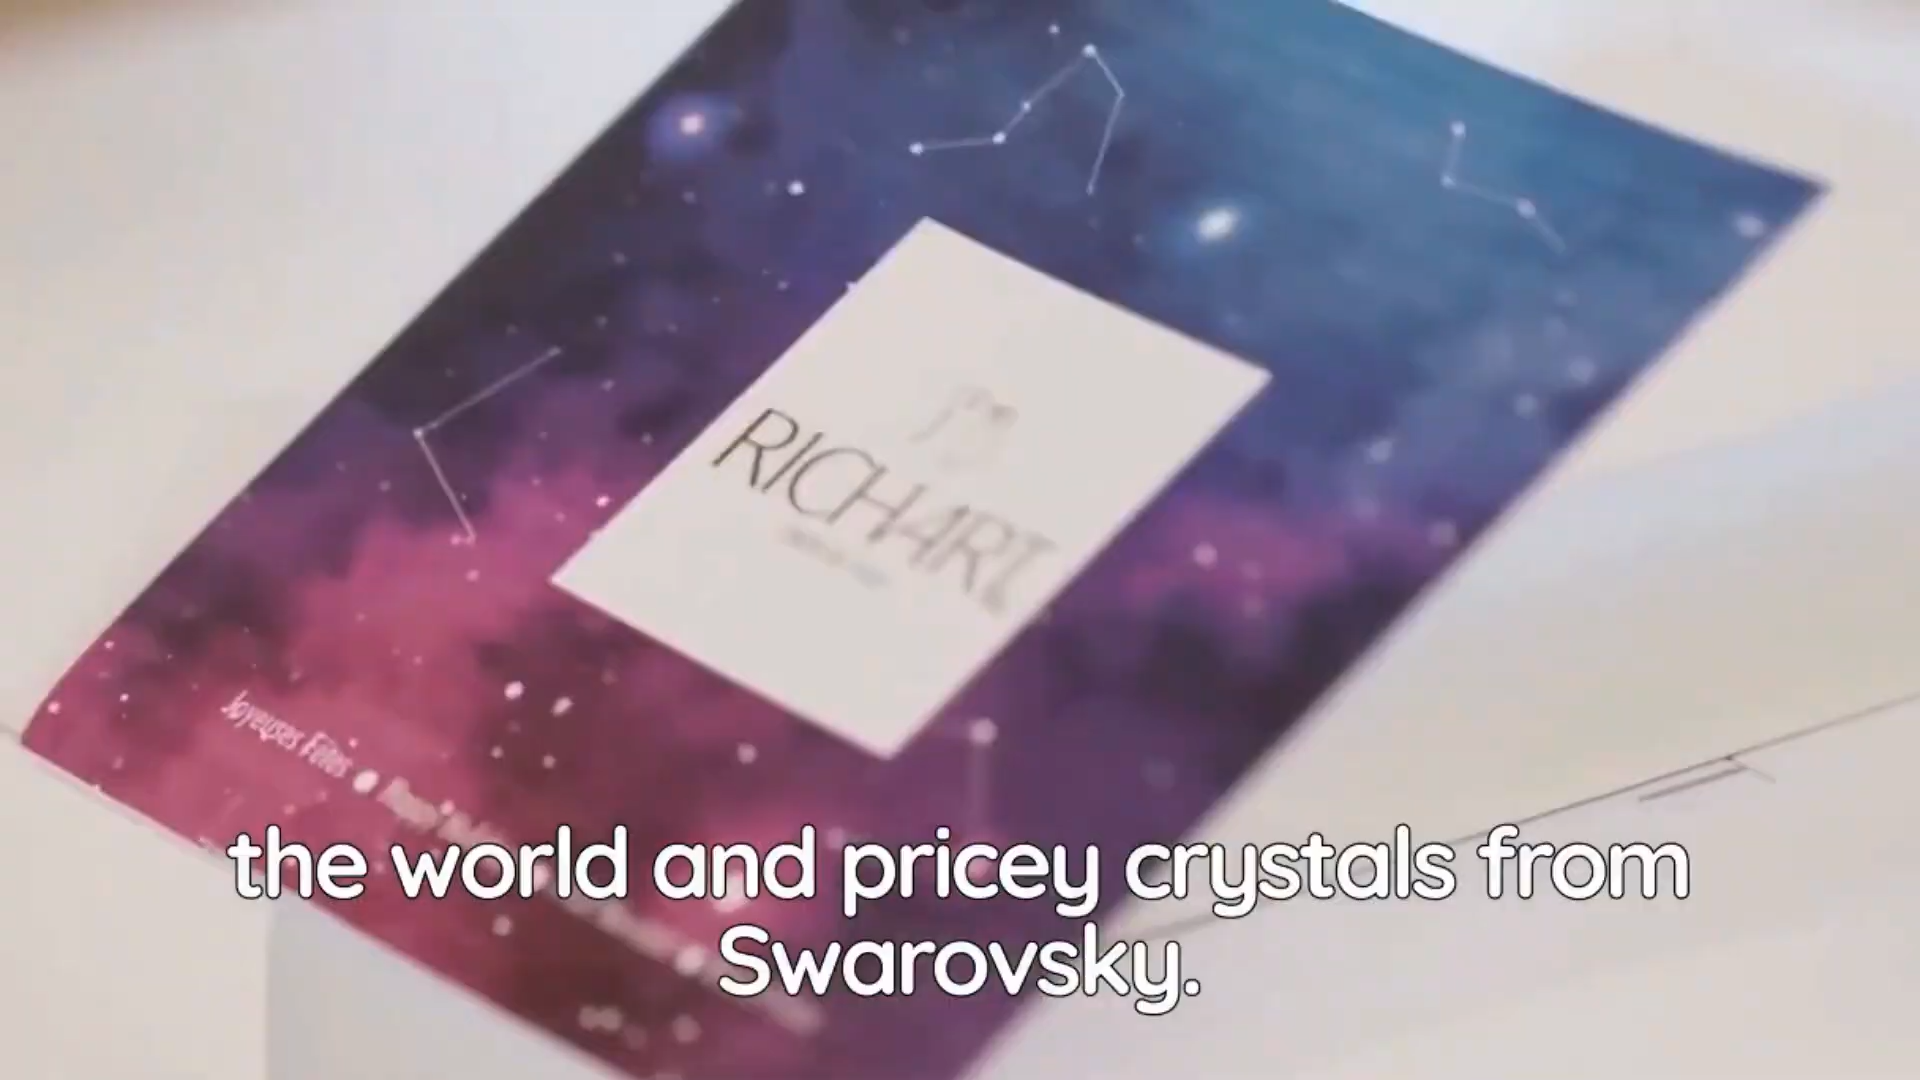 RICHART
Joyeuses Fêtes
the world and pricey crystals from
Swarovsky.